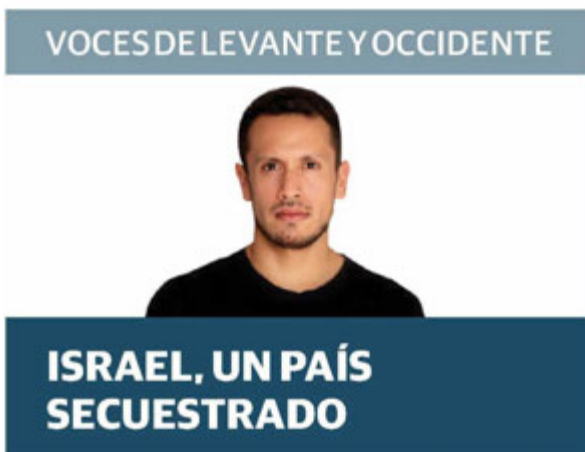 VOCES DE LEVANTE Y OCCIDENTE
ISRAEL, UN PAÍS
SECUESTRADO